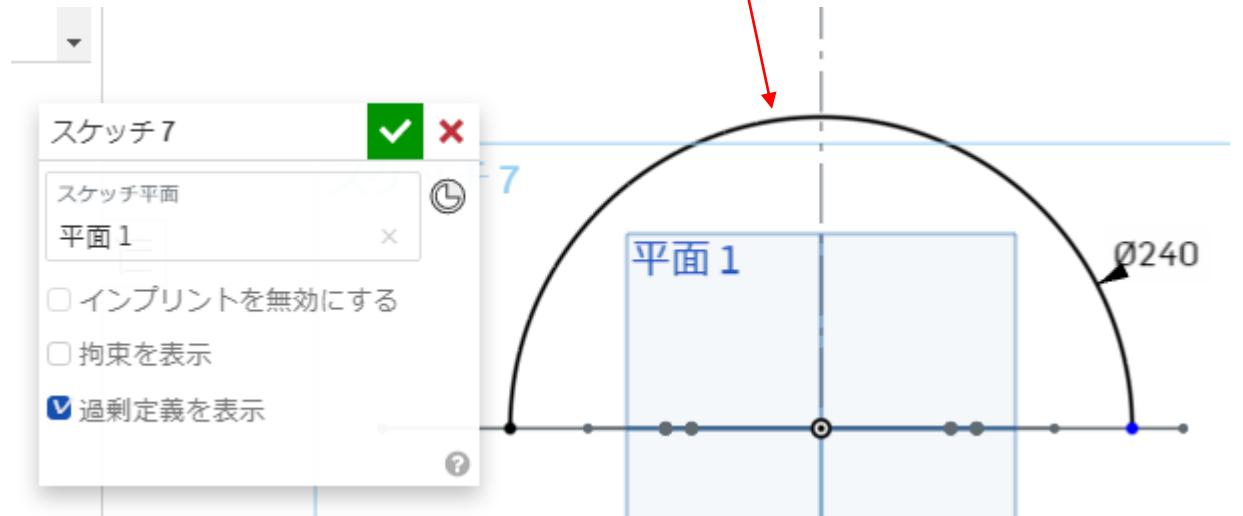 スケッチ 7
スケッチ平面
平面 1
インプリントを無効にする
拘束を表示
過剰定義を表示
スケッチ 7
平面 1
Ø240